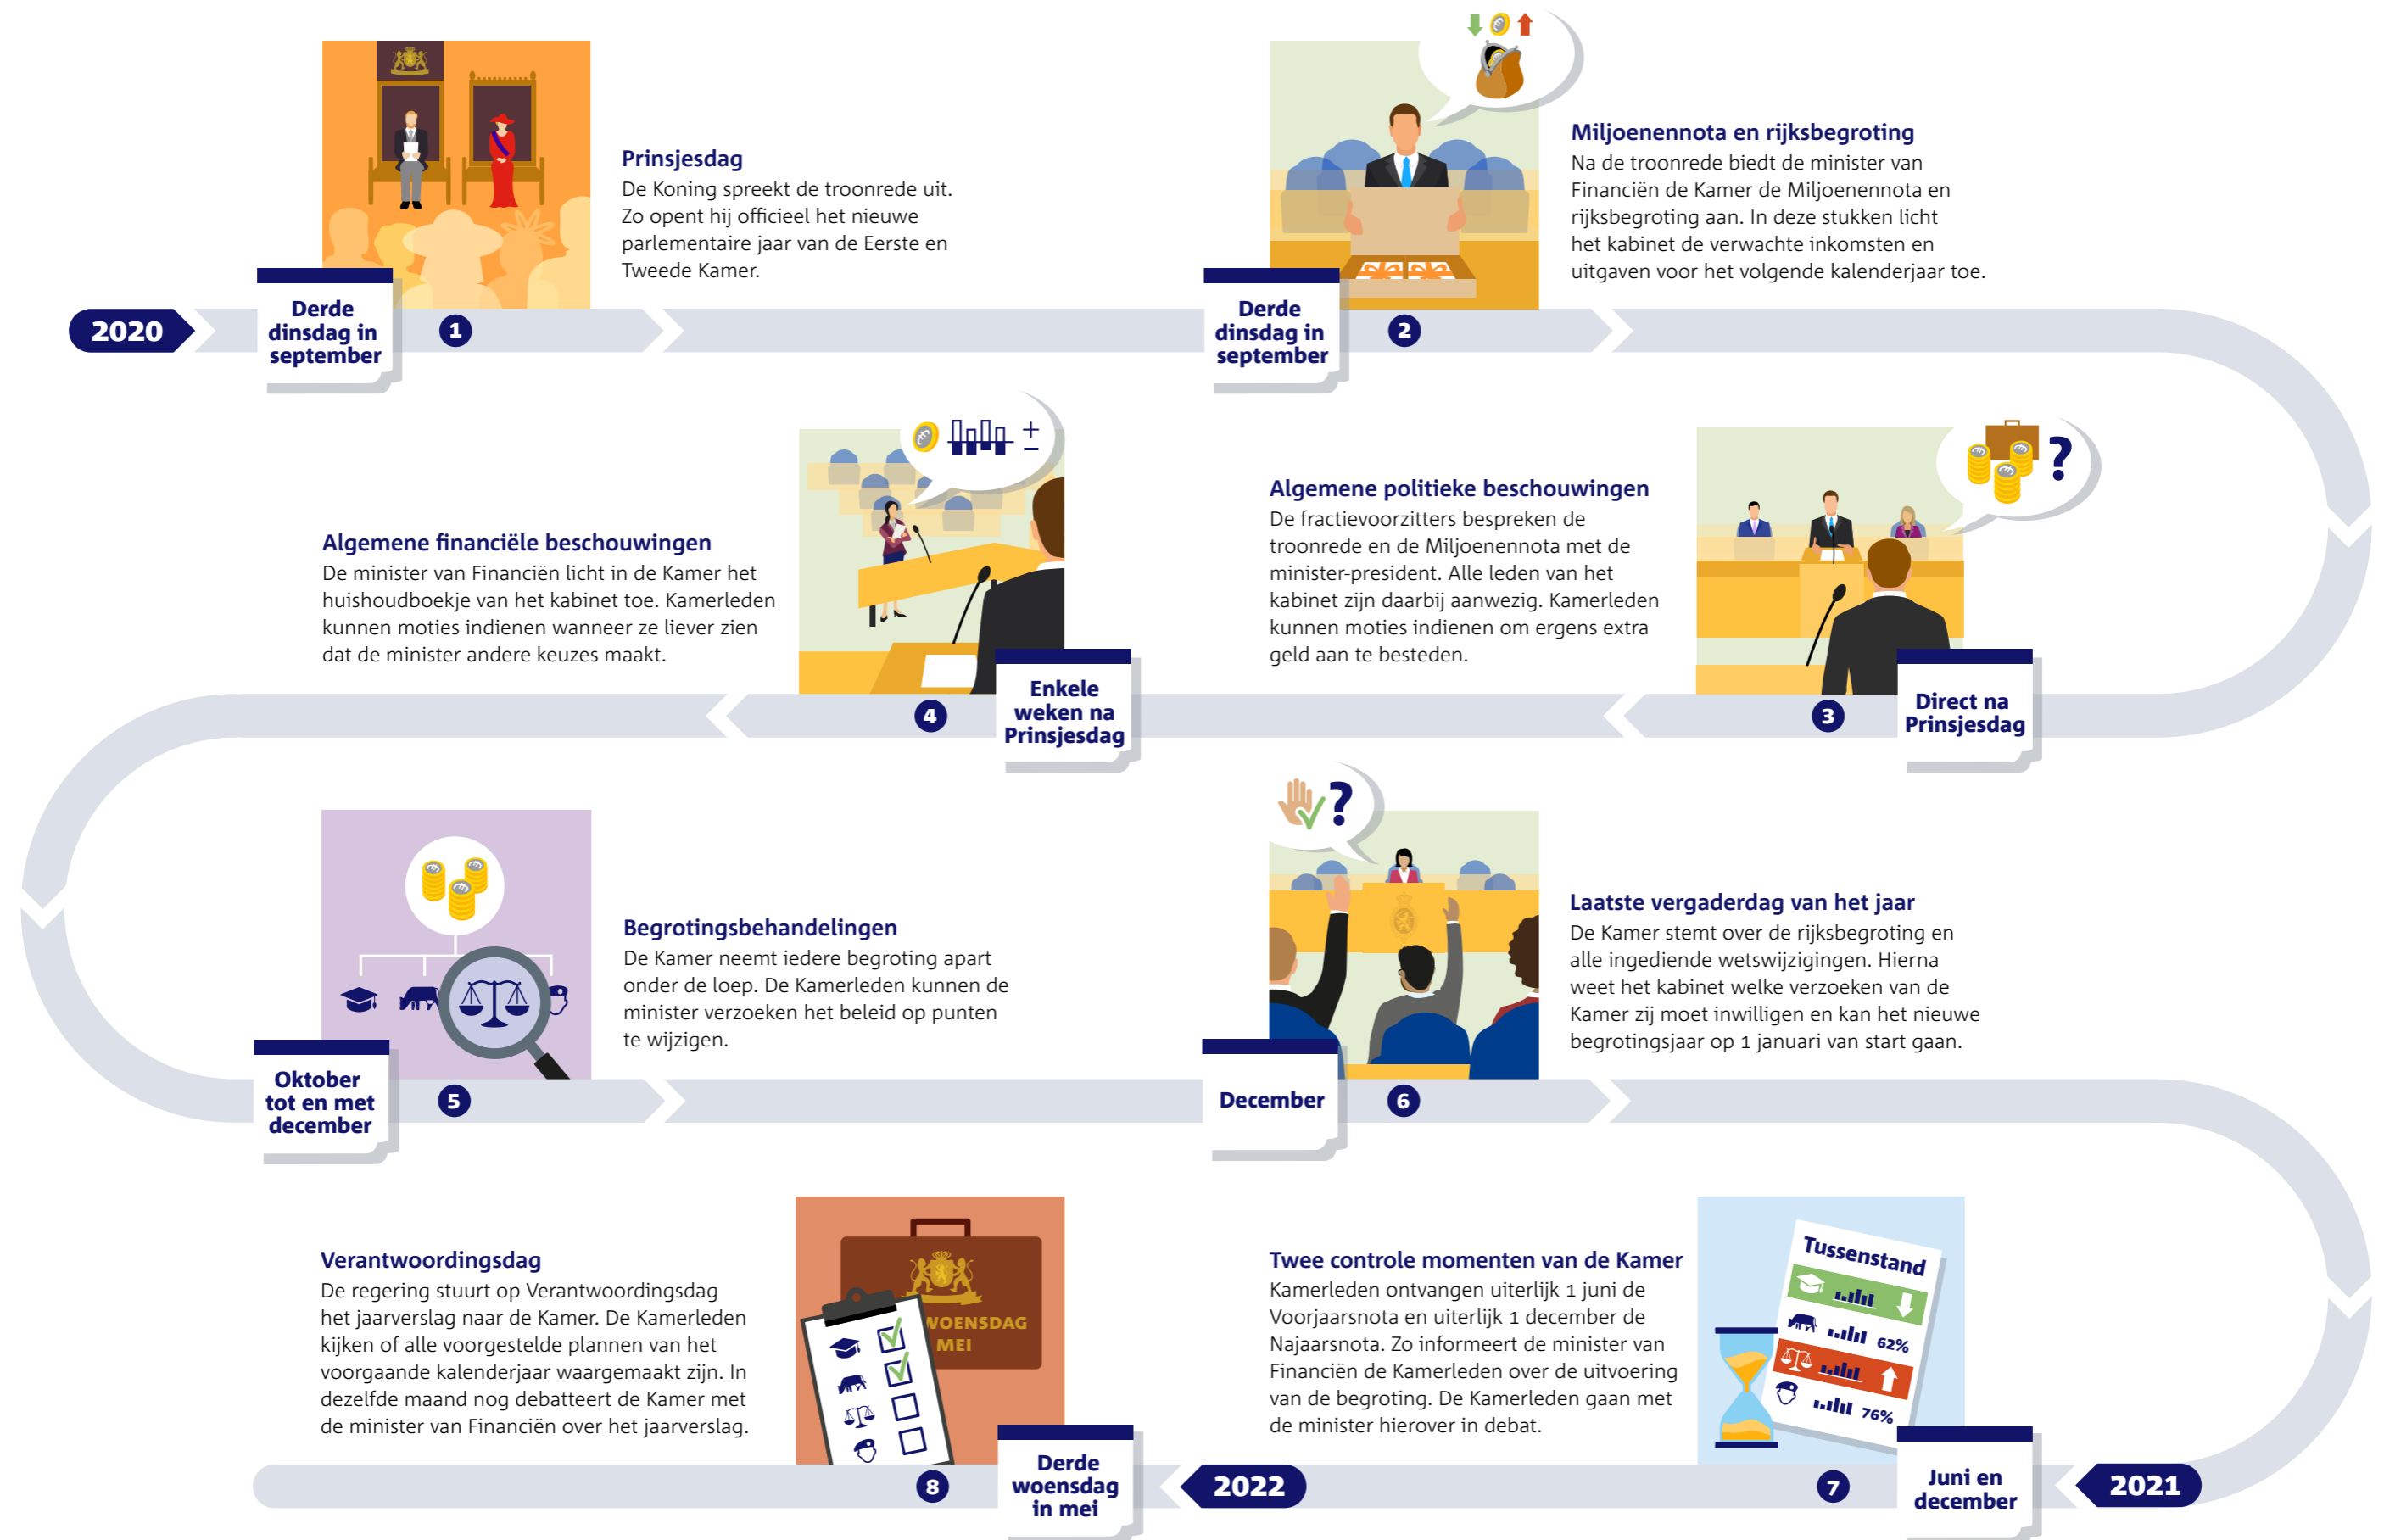 2020
Derde
dinsdag in
september
1
Prinsjesdag
De Koning spreekt de troonrede uit.
Zo opent hij officieel het nieuwe
parlementaire jaar van de Eerste en
Tweede Kamer.
Derde
dinsdag in
september
2
Miljoenennota en rijksbegroting
Na de troonrede biedt de minister van
Financiën de Kamer de Miljoenennota en
rijksbegroting aan. In deze stukken licht
het kabinet de verwachte inkomsten en
uitgaven voor het volgende kalenderjaar toe.
?
Direct na
Prinsjesdag
3
Algemene politieke beschouwingen
De fractievoorzitters bespreken de
troonrede en de Miljoenennota met de
minister-president. Alle leden van het
kabinet zijn daarbij aanwezig. Kamerleden
kunnen moties indienen om ergens extra
geld aan te besteden.
Enkele
weken na
Prinsjesdag
4
Algemene financiële beschouwingen
De minister van Financiën licht in de Kamer het
huishoudboekje van het kabinet toe. Kamerleden
kunnen moties indienen wanneer ze liever zien
dat de minister andere keuzes maakt.
Oktober
tot en met
december
5
Begrotingsbehandelingen
De Kamer neemt iedere begroting apart
onder de loep. De Kamerleden kunnen de
minister verzoeken het beleid op punten
te wijzigen.
?
December
6
Laatste vergaderdag van het jaar
De Kamer stemt over de rijksbegroting en
alle ingediende wetswijzigingen. Hierna
weet het kabinet welke verzoeken van de
Kamer zij moet inwilligen en kan het nieuwe
begrotingsjaar op 1 januari van start gaan.
2021
Juni en
december
7
Tussenstand
62%
76%
Twee controle momenten van de Kamer
Kamerleden ontvangen uiterlijk 1 juni de
Voorjaarsnota en uiterlijk 1 december de
Najaarsnota. Zo informeert de minister van
Financiën de Kamerleden over de uitvoering
van de begroting. De Kamerleden gaan met
de minister hierover in debat.
2022
Derde
woensdag
in mei
8
WOENSDAG
MEI
Verantwoordingsdag
De regering stuurt op Verantwoordingsdag
het jaarverslag naar de Kamer. De Kamerleden
kijken of alle voorgestelde plannen van het
voorgaande kalenderjaar waargemaakt zijn. In
dezelfde maand nog debatteert de Kamer met
de minister van Financiën over het jaarverslag.